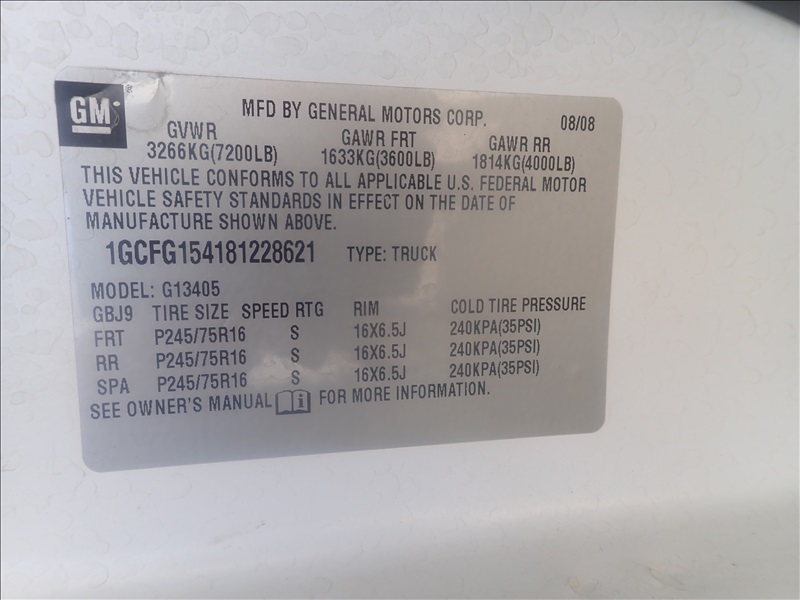 GM MFD BY GENERAL MOTORS CORP. 08/08
GVWR GAWR FRT GAWR RR
3266KG(7200LB) 1633KG(3600LB) 1814KG(4000LB)
THIS VEHICLE CONFORMS TO ALL APPLICABLE U.S. FEDERAL MOTOR
VEHICLE SAFETY STANDARDS IN EFFECT ON THE DATE OF
MANUFACTURE SHOWN ABOVE.
1GCFG154181228621 TYPE: TRUCK
MODEL: G13405
GBJ9 TIRE SIZE SPEED RTG RIM COLD TIRE PRESSURE
FRT P245/75R16 S 16X6.5J 240KPA(35PSI)
RR P245/75R16 S 16X6.5J 240KPA(35PSI)
SPA P245/75R16 S 16X6.5J 240KPA(35PSI)
SEE OWNER'S MANUAL FOR MORE INFORMATION.